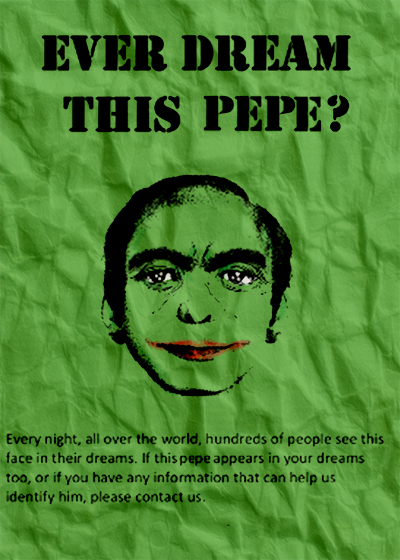 EVER DREAM
THIS PEPE?
Every night, all over the world, hundreds of people see this
face in their dreams. If this pepe appears in your dreams
too, or if you have any information that can help us
identify him, please contact us.